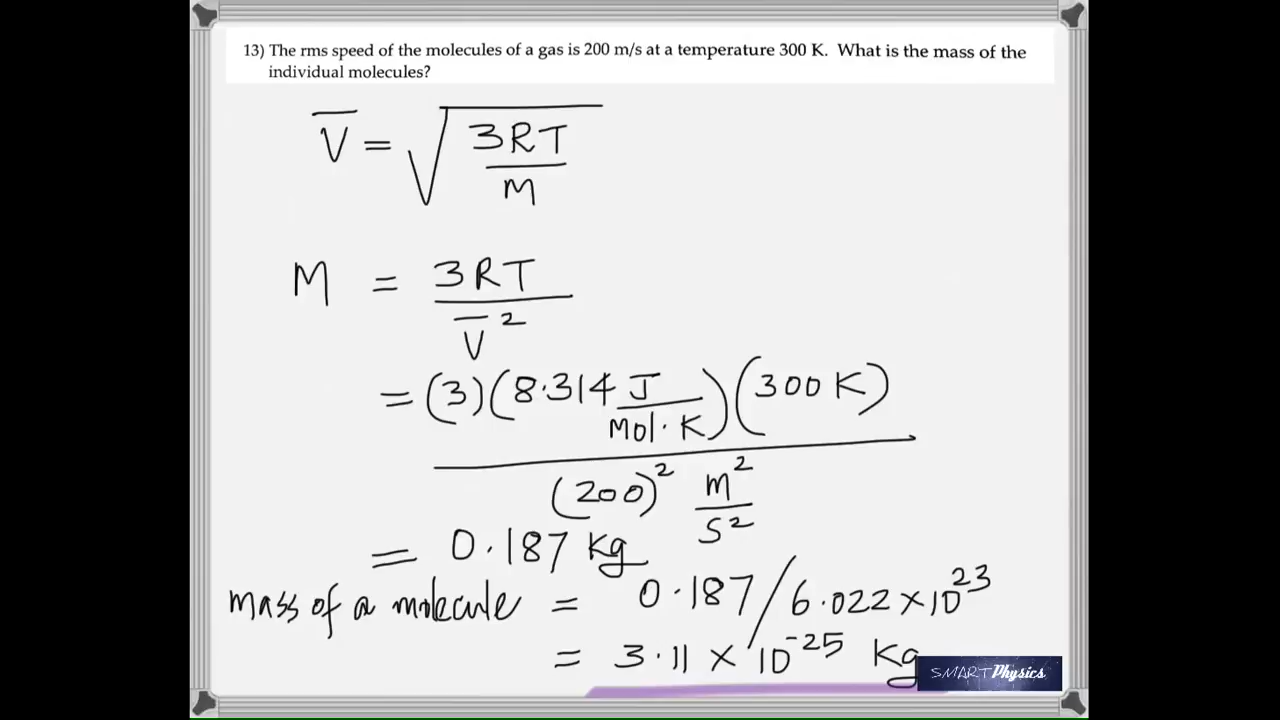 13) The rms speed of the molecules of a gas is 200 m/s at a temperature 300 K. What is the mass of the
individual molecules?
V̅ = √(3RT / M)
M = 3RT / V̅²
= (3)(8.314 J / Mol·K)(300 K) / (200)² m² / S²
= 0.187 kg
mass of a molecule = 0.187 / 6.022 × 10²³
= 3.11 × 10⁻²⁵ Kg
SMART Physics